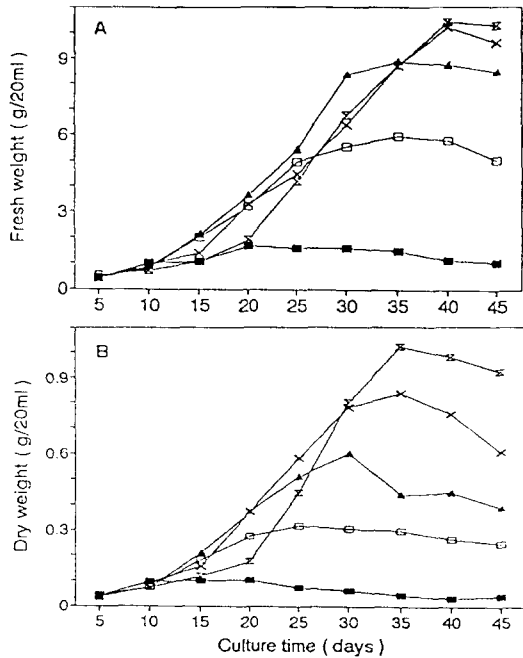 A
Fresh weight ( g/20ml )
11
9
6
3
0
5 10 15 20 25 30 35 40 45
B
Dry weight ( g/20ml )
0.9
0.6
0.3
0
5 10 15 20 25 30 35 40 45
Culture time ( days )